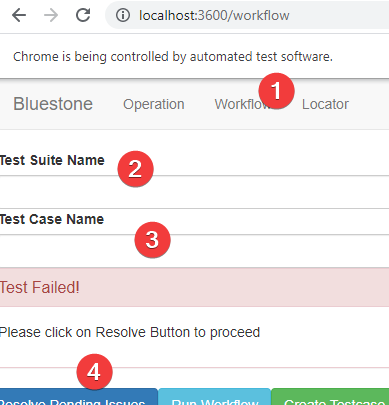 localhost:3600/workflow
Chrome is being controlled by automated test software.
Bluestone Operation Workflow Locator
1
Test Suite Name
2
Test Case Name
3
Test Failed!
Please click on Resolve Button to proceed
4
Resolve Pending Issues Run Workflow Create Testcase